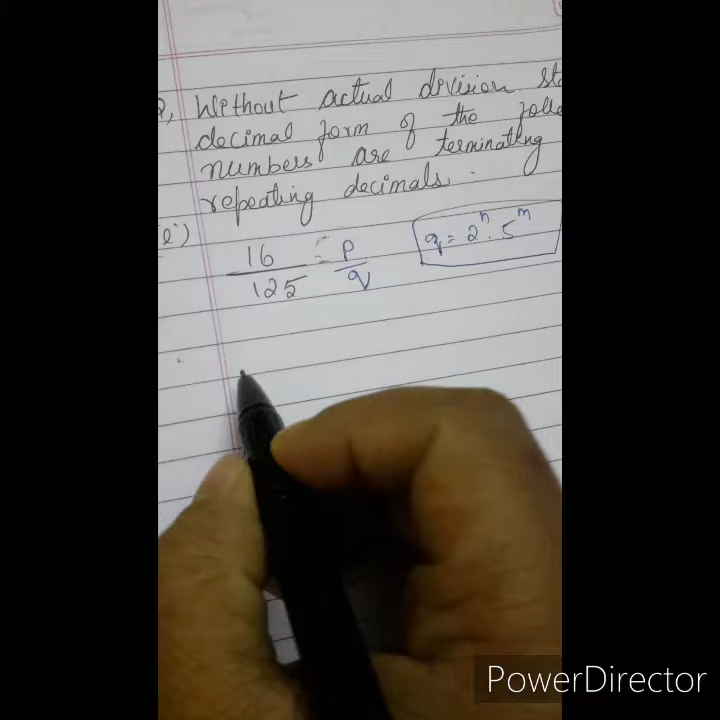 Without actual division
decimal form of the
numbers are terminating
repeating decimals.
16/125 = p/q q = 2^n . 5^m
PowerDirector